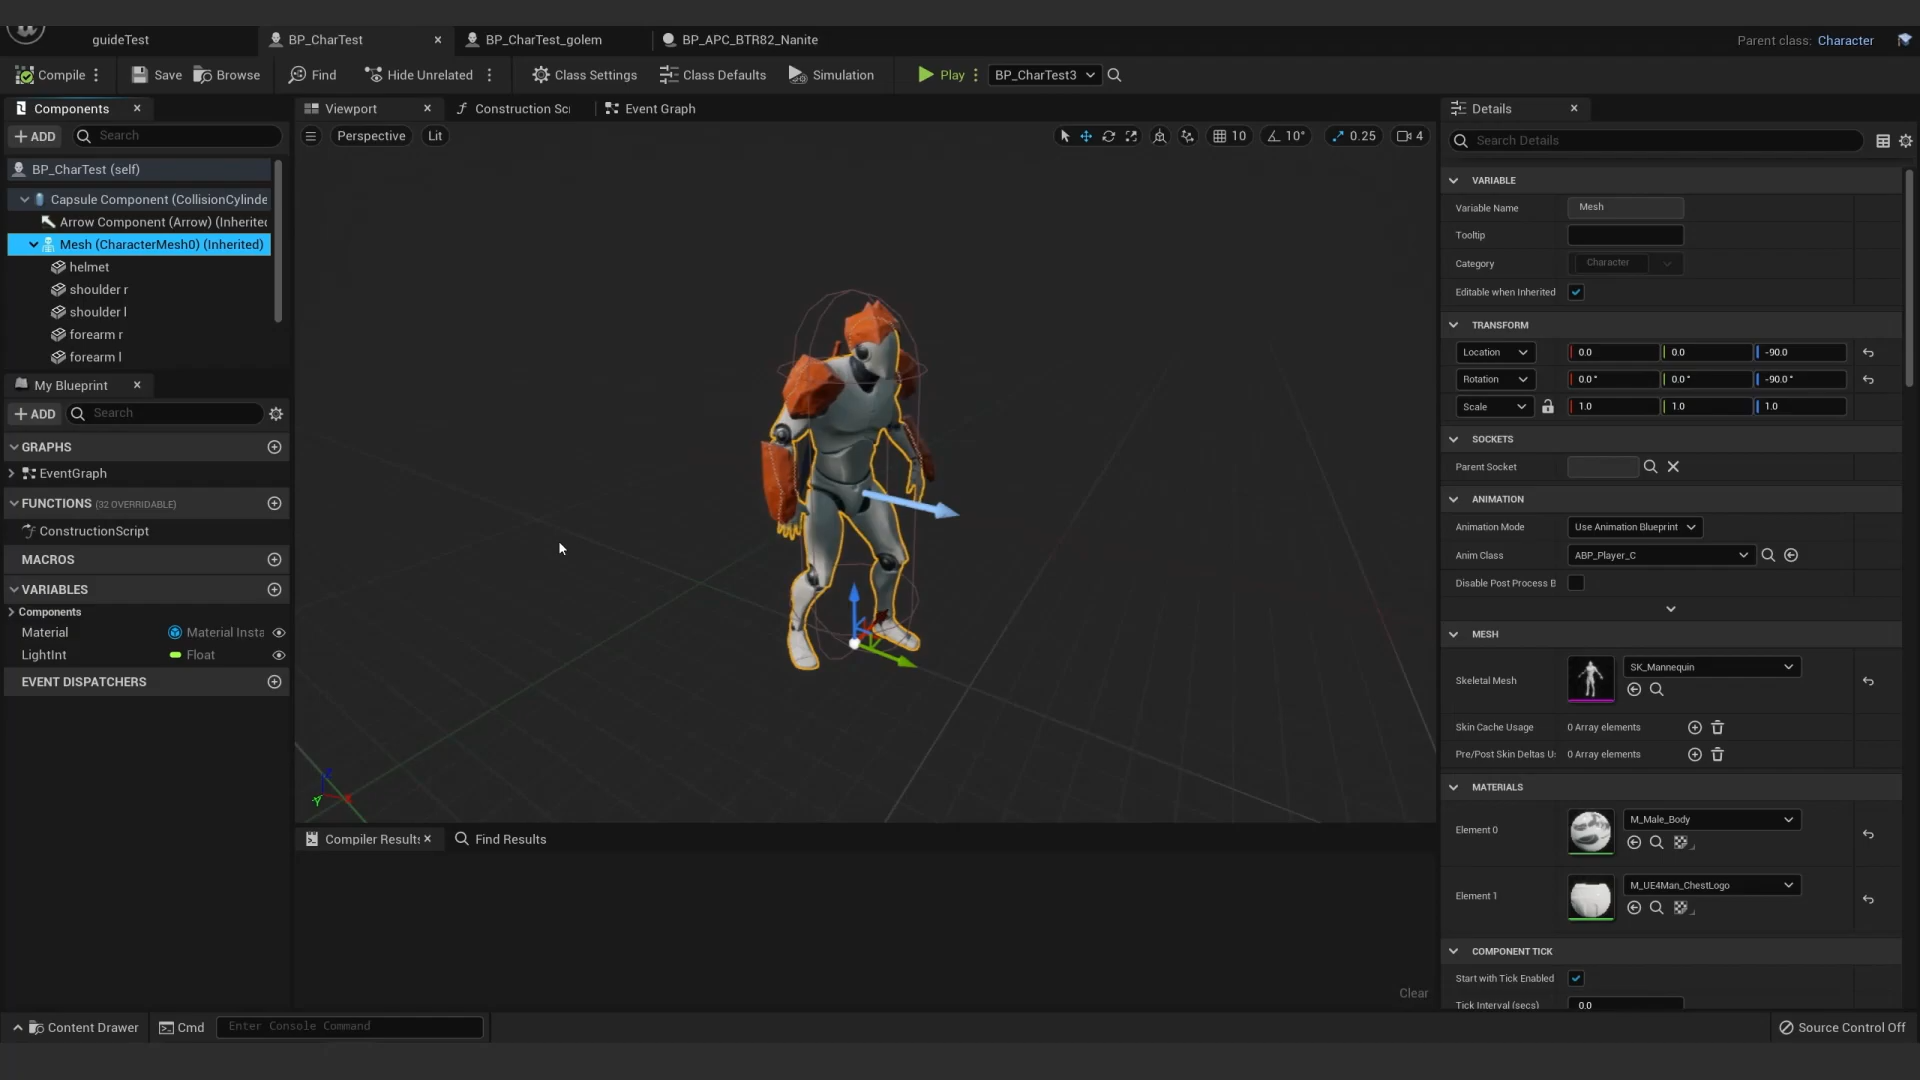 guideTest
BP_CharTest
BP_CharTest_golem
BP_APC_BTR82_Nanite
Parent class: Character
Compile
Save
Browse
Find
Hide Unrelated
Class Settings
Class Defaults
Simulation
Play
BP_CharTest3
Components
ADD
Search
BP_CharTest (self)
Capsule Component (CollisionCylinde
Arrow Component (Arrow) (Inherited
Mesh (CharacterMesh0) (Inherited)
helmet
shoulder r
shoulder l
forearm r
forearm l
My Blueprint
ADD
Search
GRAPHS
EventGraph
FUNCTIONS (32 OVERRIDABLE)
ConstructionScript
MACROS
VARIABLES
Components
Material Material Insta
LightInt Float
EVENT DISPATCHERS
Viewport
Construction Sc
Event Graph
Perspective
Lit
10
10°
0.25
4
Z
Y
X
Compiler Results
Find Results
Clear
Details
Search Details
VARIABLE
Variable Name Mesh
Tooltip
Category Character
Editable when Inherited
TRANSFORM
Location 0.0 0.0 -90.0
Rotation 0.0° 0.0° -90.0°
Scale 1.0 1.0 1.0
SOCKETS
Parent Socket
ANIMATION
Animation Mode Use Animation Blueprint
Anim Class ABP_Player_C
Disable Post Process B
MESH
Skeletal Mesh SK_Mannequin
Skin Cache Usage 0 Array elements
Pre/Post Skin Deltas U 0 Array elements
MATERIALS
Element 0 M_Male_Body
Element 1 M_UE4Man_ChestLogo
COMPONENT TICK
Start with Tick Enabled
Tick Interval (secs) 0.0
Content Drawer
Cmd
Enter Console Command
Source Control Off